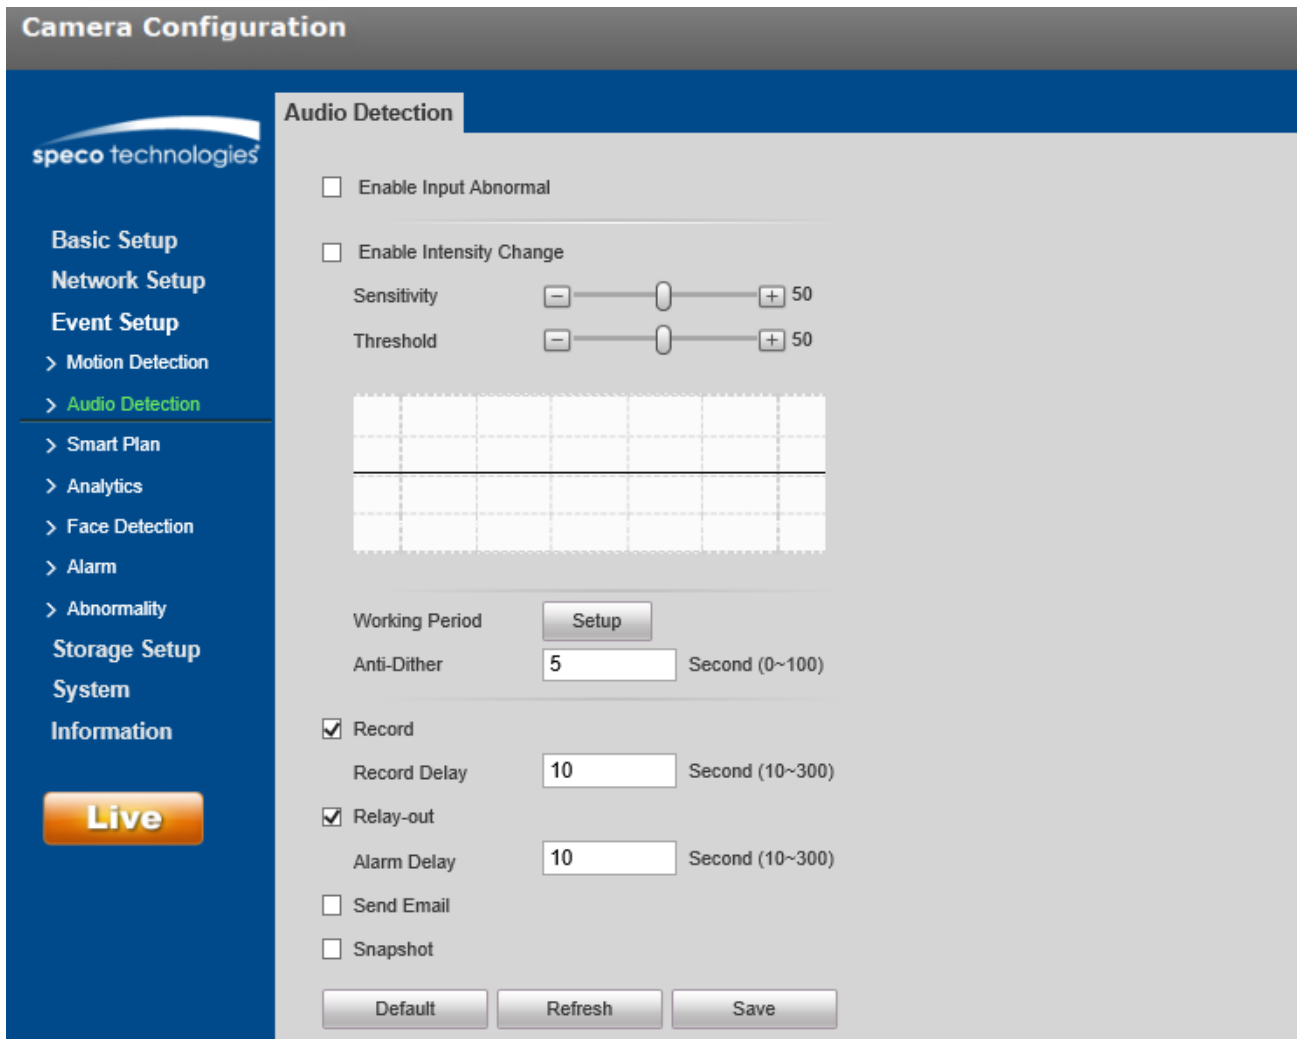 Camera Configuration
speco technologies
Basic Setup
Network Setup
Event Setup
> Motion Detection
> Audio Detection
> Smart Plan
> Analytics
> Face Detection
> Alarm
> Abnormality
Storage Setup
System
Information
Live
Audio Detection
Enable Input Abnormal
Enable Intensity Change
Sensitivity 50
Threshold 50
Working Period Setup
Anti-Dither 5 Second (0~100)
Record
Record Delay 10 Second (10~300)
Relay-out
Alarm Delay 10 Second (10~300)
Send Email
Snapshot
Default Refresh Save